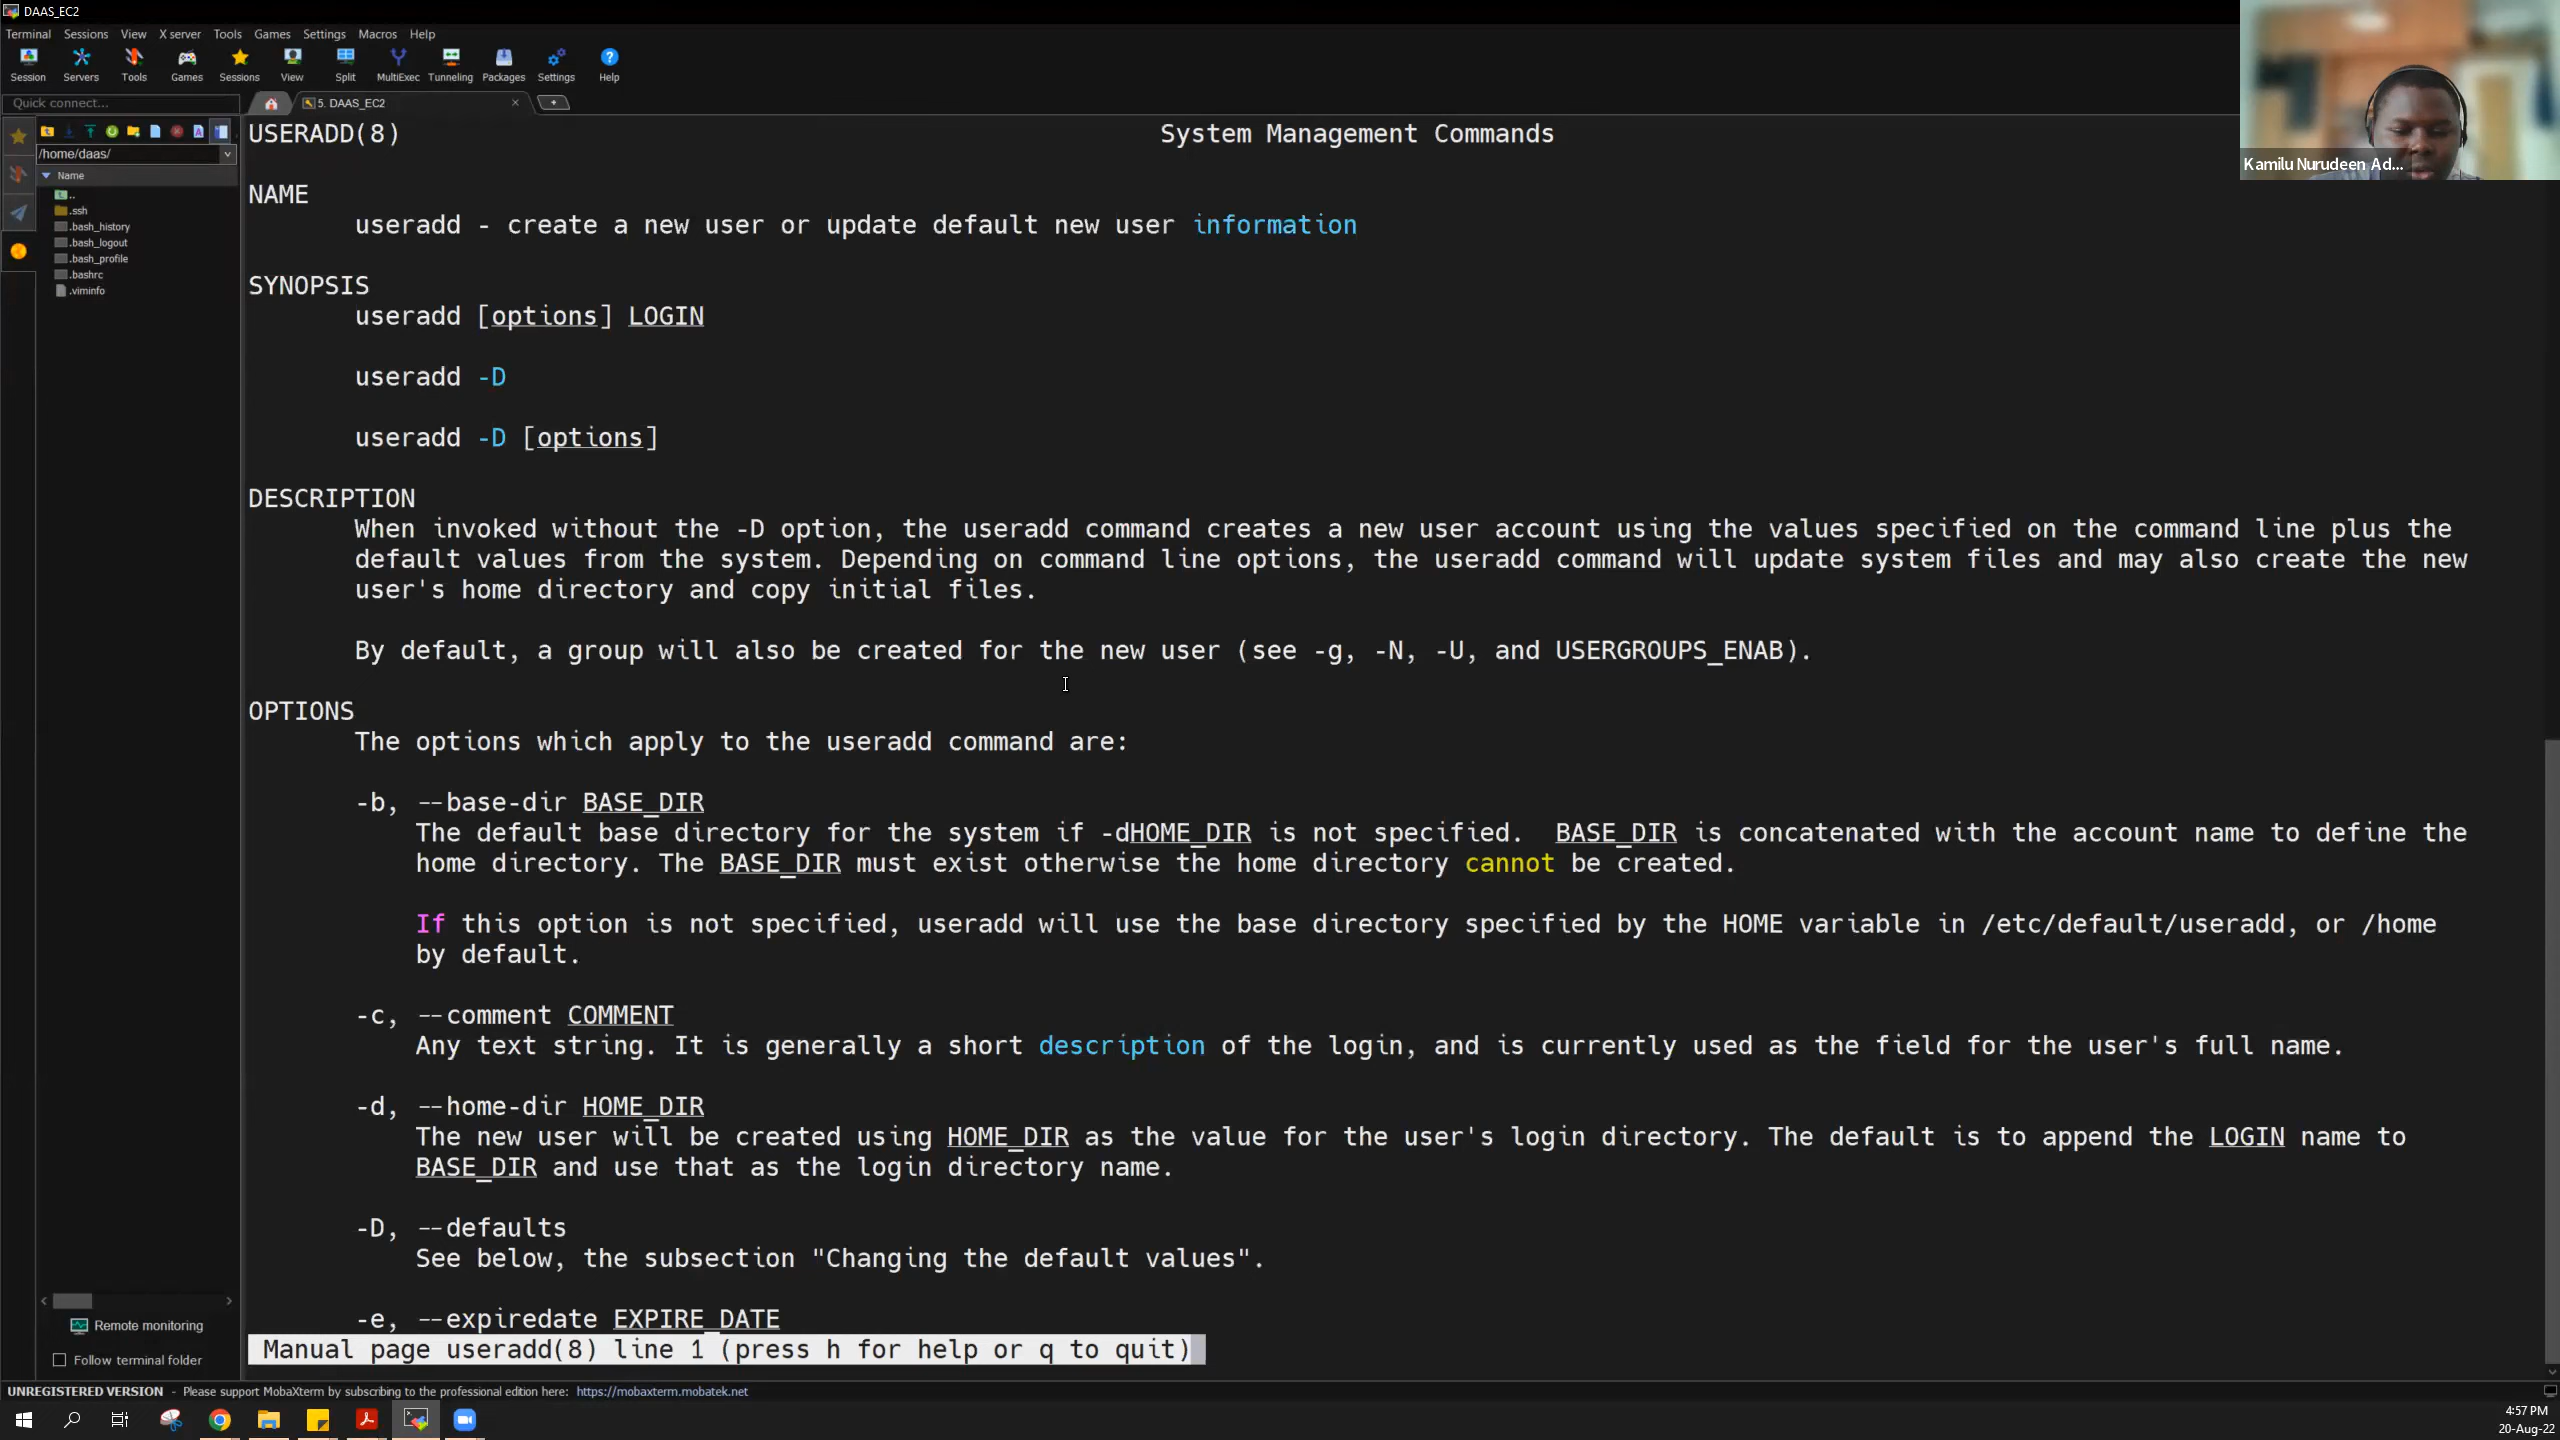 DAAS_EC2
Terminal Sessions View X server Tools Games Settings Macros Help
Session Servers Tools Games Sessions View Split MultiExec Tunneling Packages Settings Help
Quick connect...
5. DAAS_EC2
/home/daas/
Name
..
.ssh
.bash_history
.bash_logout
.bash_profile
.bashrc
.viminfo
Remote monitoring
Follow terminal folder
USERADD(8) System Management Commands
NAME
useradd - create a new user or update default new user information
SYNOPSIS
useradd [options] LOGIN
useradd -D
useradd -D [options]
DESCRIPTION
When invoked without the -D option, the useradd command creates a new user account using the values specified on the command line plus the
default values from the system. Depending on command line options, the useradd command will update system files and may also create the new
user's home directory and copy initial files.
By default, a group will also be created for the new user (see -g, -N, -U, and USERGROUPS_ENAB).
OPTIONS
The options which apply to the useradd command are:
-b, --base-dir BASE_DIR
The default base directory for the system if -dHOME_DIR is not specified. BASE_DIR is concatenated with the account name to define the
home directory. The BASE_DIR must exist otherwise the home directory cannot be created.
If this option is not specified, useradd will use the base directory specified by the HOME variable in /etc/default/useradd, or /home
by default.
-c, --comment COMMENT
Any text string. It is generally a short description of the login, and is currently used as the field for the user's full name.
-d, --home-dir HOME_DIR
The new user will be created using HOME_DIR as the value for the user's login directory. The default is to append the LOGIN name to
BASE_DIR and use that as the login directory name.
-D, --defaults
See below, the subsection "Changing the default values".
-e, --expiredate EXPIRE_DATE
Manual page useradd(8) line 1 (press h for help or q to quit)
Kamilu Nurudeen Ad...
UNREGISTERED VERSION - Please support MobaXterm by subscribing to the professional edition here: https://mobaxterm.mobatek.net
4:57 PM
20-Aug-22